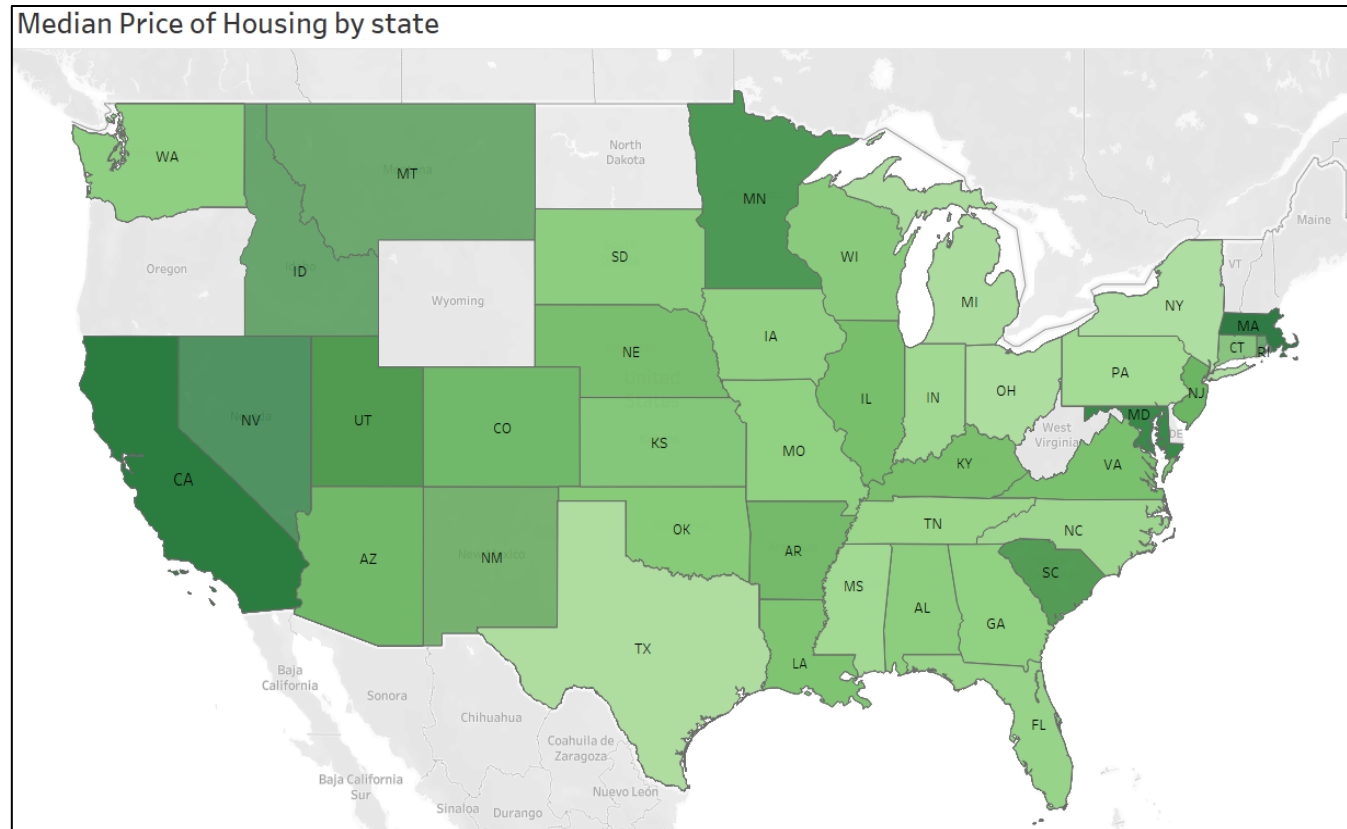 Median Price of Housing by state
North
Dakota
WA
MT
MN
Maine
Oregon
ID
SD
WI
VT
Wyoming
MI
NY
IA
MA
CT
RI
NE
PA
OH
IN
IL
NJ
NV
UT
CO
MD
West
Virginia
DE
KS
MO
KY
VA
CA
OK
TN
NC
AZ
NM
AR
SC
MS
AL
GA
TX
LA
Baja
California
Sonora
Chihuahua
FL
Coahuila de
Zaragoza
Baja California
Sur
Nuevo León
Sinaloa
Durango